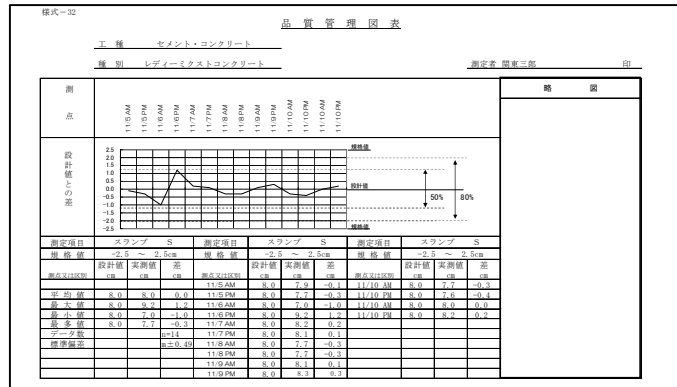 様式－32
品 質 管 理 図 表
工 種 セメント・コンクリート
種 別 レディーミクストコンクリート
測定者 関東三郎 印
測点
11/5 AM
11/5 PM
11/6 AM
11/6 PM
11/7 AM
11/7 PM
11/8 AM
11/8 PM
11/9 AM
11/9 PM
11/10 AM
11/10 PM
11/10 AM
11/10 PM
略 図
設計値との差
2.5
2.0
1.5
1.0
0.5
0.0
-0.5
-1.0
-1.5
-2.0
-2.5
規格値
設計値
規格値
50% 80%
測定項目 スランプ S 測定項目 スランプ S 測定項目 スランプ S
規 格 値 -2.5 ～ 2.5cm 規 格 値 -2.5 ～ 2.5cm 規 格 値 -2.5 ～ 2.5cm
測点又は区別 設計値 cm 実測値 cm 差 cm 測点又は区別 設計値 cm 実測値 cm 差 cm 測点又は区別 設計値 cm 実測値 cm 差 cm
11/5 AM 8.0 7.9 -0.1 11/10 AM 8.0 7.7 -0.3
平 均 値 8.0 8.0 0.0 11/5 PM 8.0 7.7 -0.3 11/10 PM 8.0 7.6 -0.4
最 大 値 8.0 9.2 1.2 11/6 AM 8.0 7.0 -1.0 11/10 AM 8.0 8.0 0.0
最 小 値 8.0 7.0 -1.0 11/6 PM 8.0 9.2 1.2 11/10 PM 8.0 8.2 0.2
最 多 値 8.0 7.7 -0.3 11/7 AM 8.0 8.2 0.2
データ数 n=14 11/7 PM 8.0 8.1 0.1
標準偏差 m±0.49 11/8 AM 8.0 7.7 -0.3
11/8 PM 8.0 7.7 -0.3
11/9 AM 8.0 8.1 0.1
11/9 PM 8.0 8.3 0.3